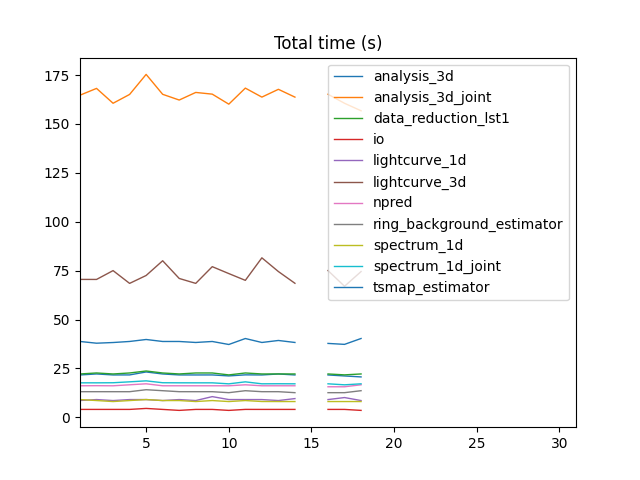 Total time (s)
175
150
125
100
75
50
25
0
5
10
15
20
25
30
analysis_3d
analysis_3d_joint
data_reduction_lst1
io
lightcurve_1d
lightcurve_3d
npred
ring_background_estimator
spectrum_1d
spectrum_1d_joint
tsmap_estimator